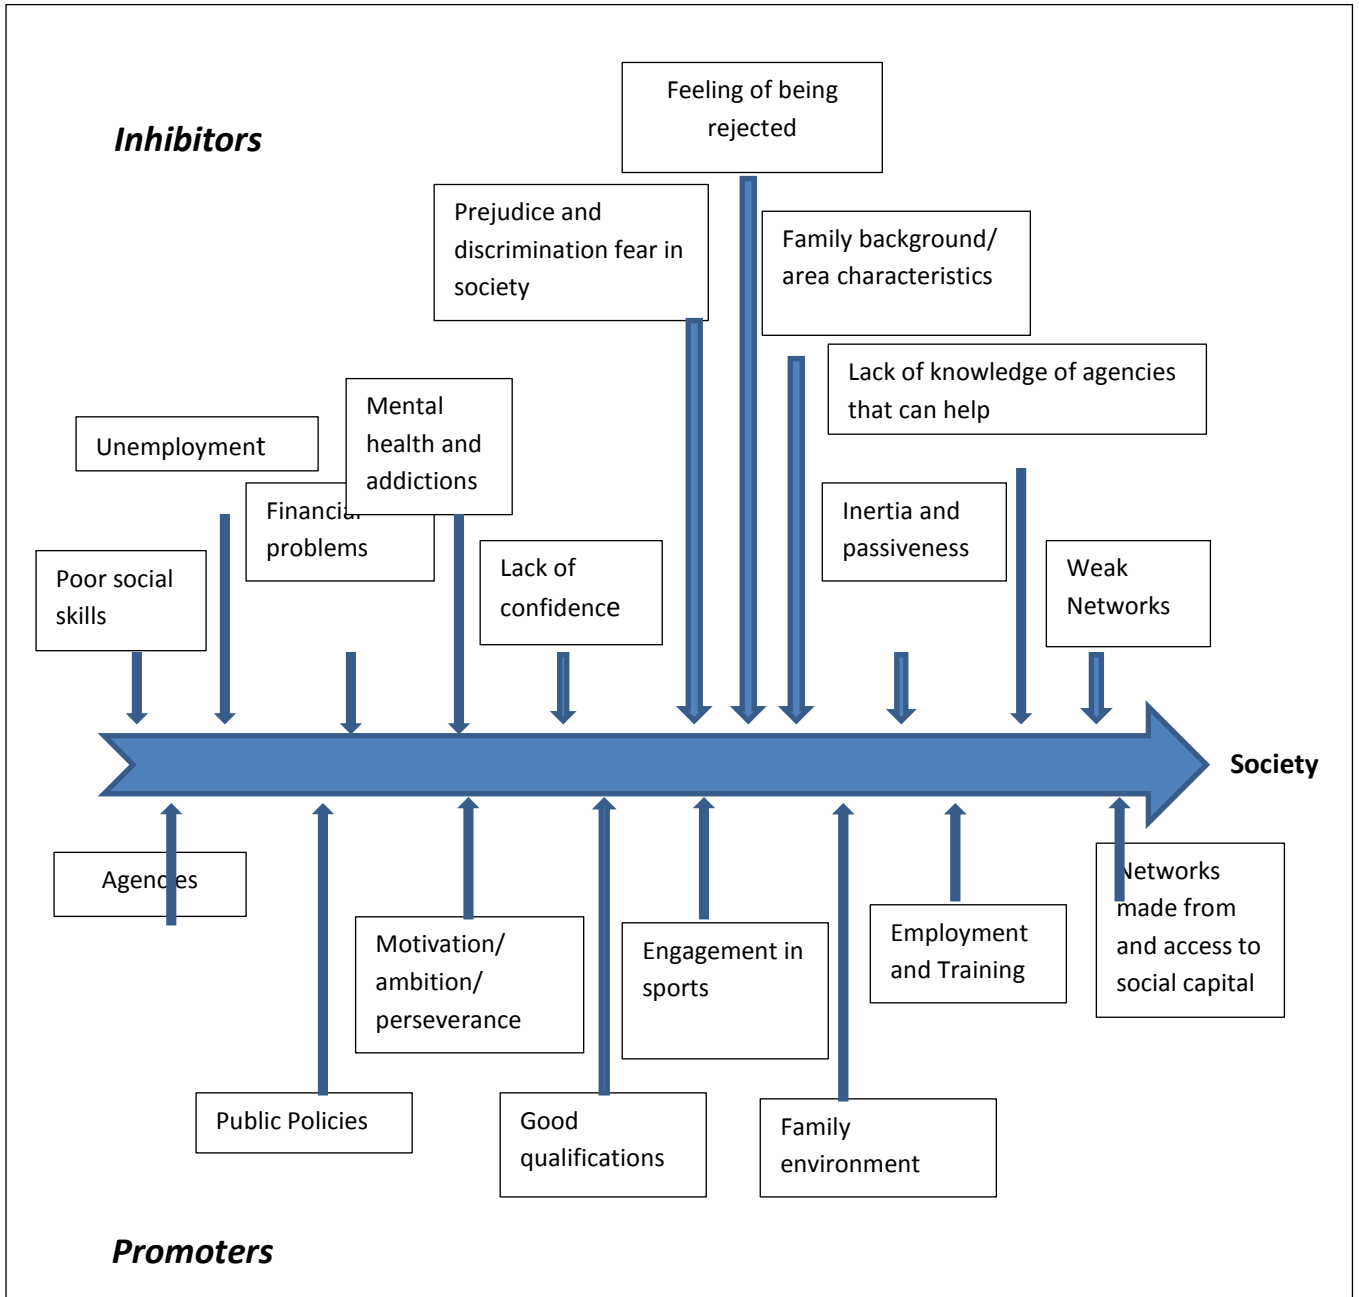 Inhibitors
Feeling of being
rejected
Prejudice and
discrimination fear in
society
Family background/
area characteristics
Lack of knowledge of agencies
that can help
Mental
health and
addictions
Unemployment
Financial
problems
Inertia and
passiveness
Poor social
skills
Lack of
confidence
Weak
Networks
Society
Agencies
Networks
made from
and access to
social capital
Motivation/
ambition/
perseverance
Engagement in
sports
Employment
and Training
Public Policies
Good
qualifications
Family
environment
Promoters